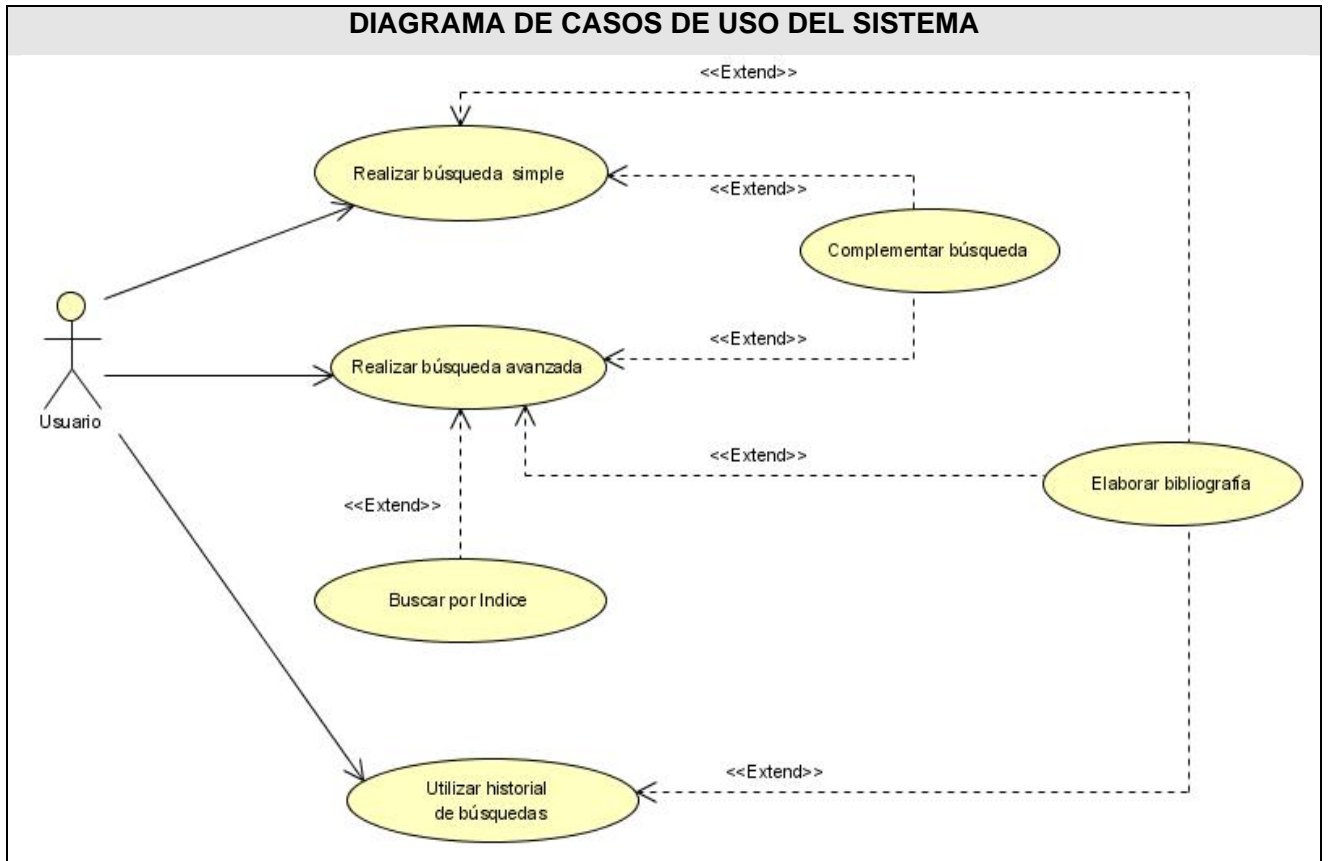 DIAGRAMA DE CASOS DE USO DEL SISTEMA
<<Extend>>
Realizar búsqueda simple
<<Extend>>
Complementar búsqueda
<<Extend>>
Realizar búsqueda avanzada
Usuario
<<Extend>>
Elaborar bibliografía
<<Extend>>
Buscar por Indice
<<Extend>>
Utilizar historial
de búsquedas